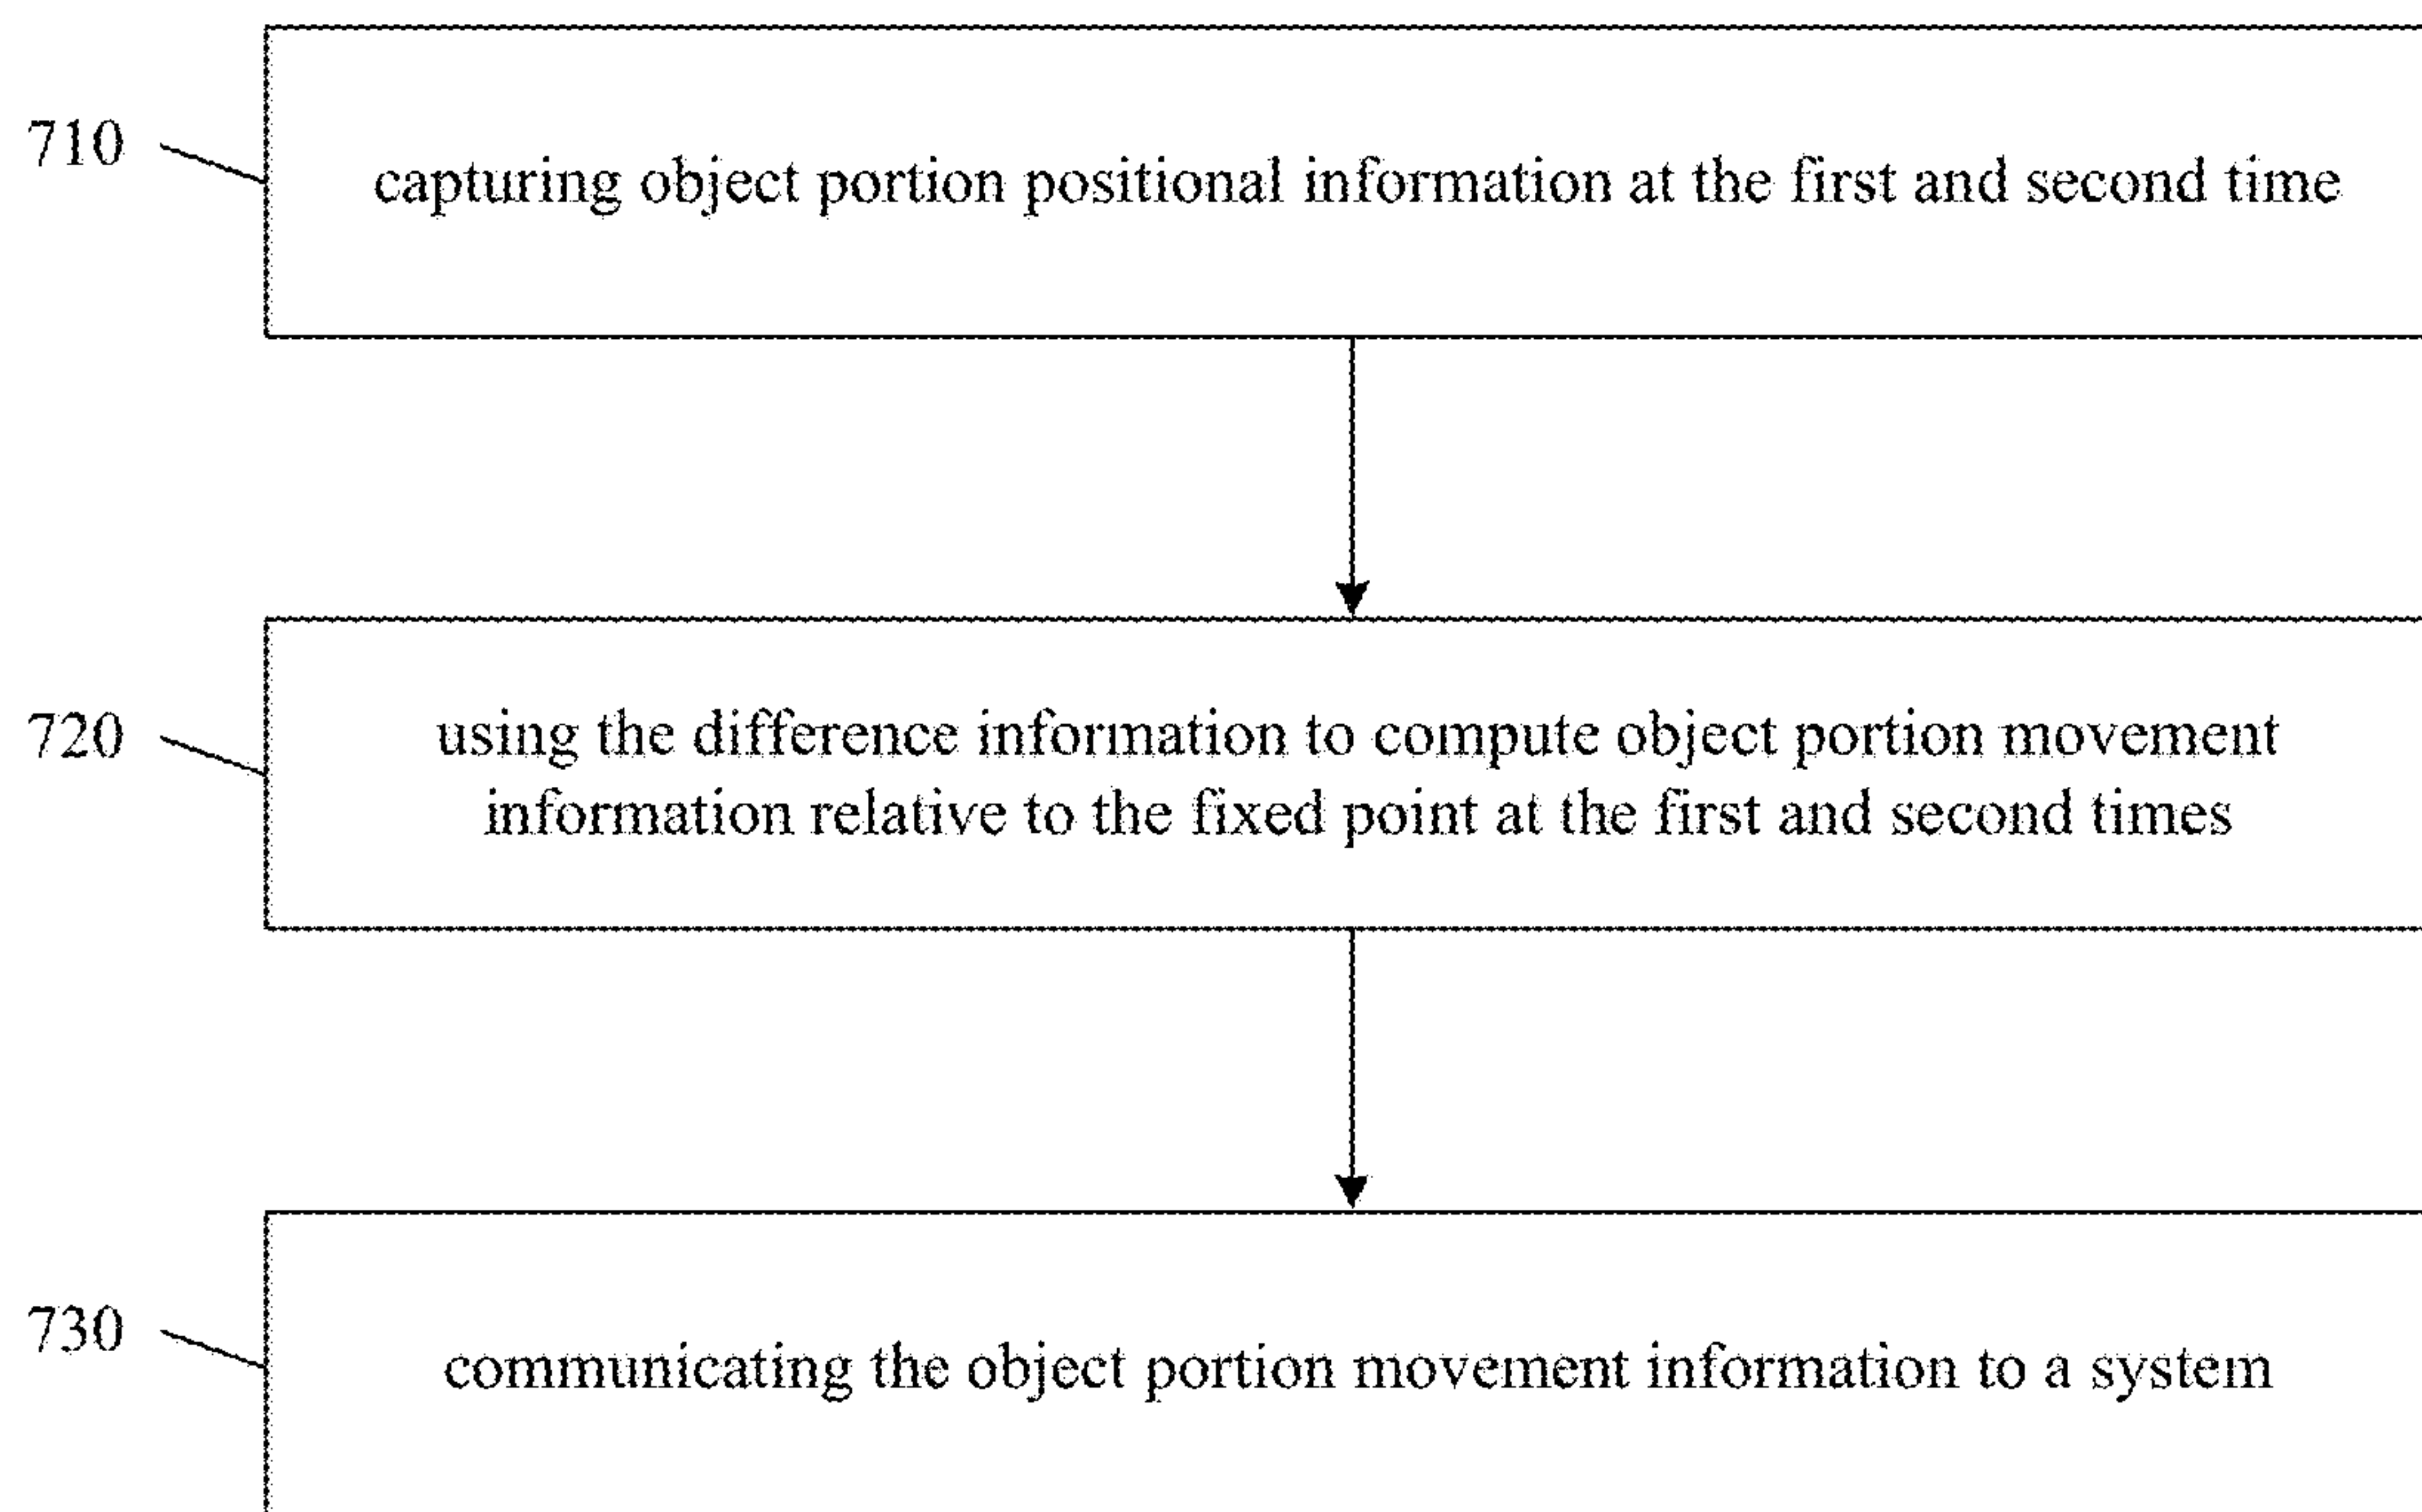 710
capturing object portion positional information at the first and second time
720
using the difference information to compute object portion movement
information relative to the fixed point at the first and second times
730
communicating the object portion movement information to a system